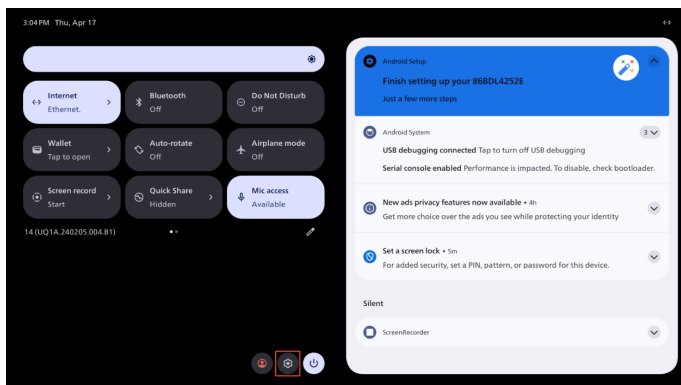 3:04 PM Thu, Apr 17
Internet
Ethernet.
Bluetooth
Off
Do Not Disturb
Off
Wallet
Tap to open
Auto-rotate
Off
Airplane mode
Off
Screen record
Start
Quick Share
Hidden
Mic access
Available
14 (UQ1A.240205.004.B1)
Android Setup
Finish setting up your 86BDL4252E
Just a few more steps
Android System
3
USB debugging connected Tap to turn off USB debugging
Serial console enabled Performance is impacted. To disable, check bootloader.
New ads privacy features now available • 4h
Get more choice over the ads you see while protecting your identity
Set a screen lock • 5m
For added security, set a PIN, pattern, or password for this device.
Silent
ScreenRecorder